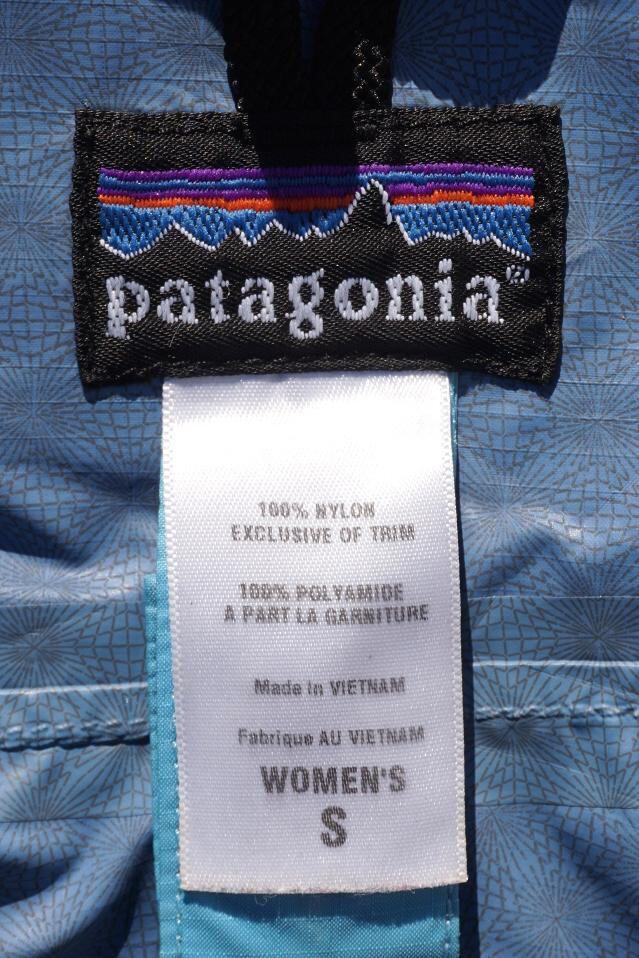 patagonia®
100% NYLON
EXCLUSIVE OF TRIM
100% POLYAMIDE
A PART LA GARNITURE
Made in VIETNAM
Fabrique AU VIETNAM
WOMEN'S
S